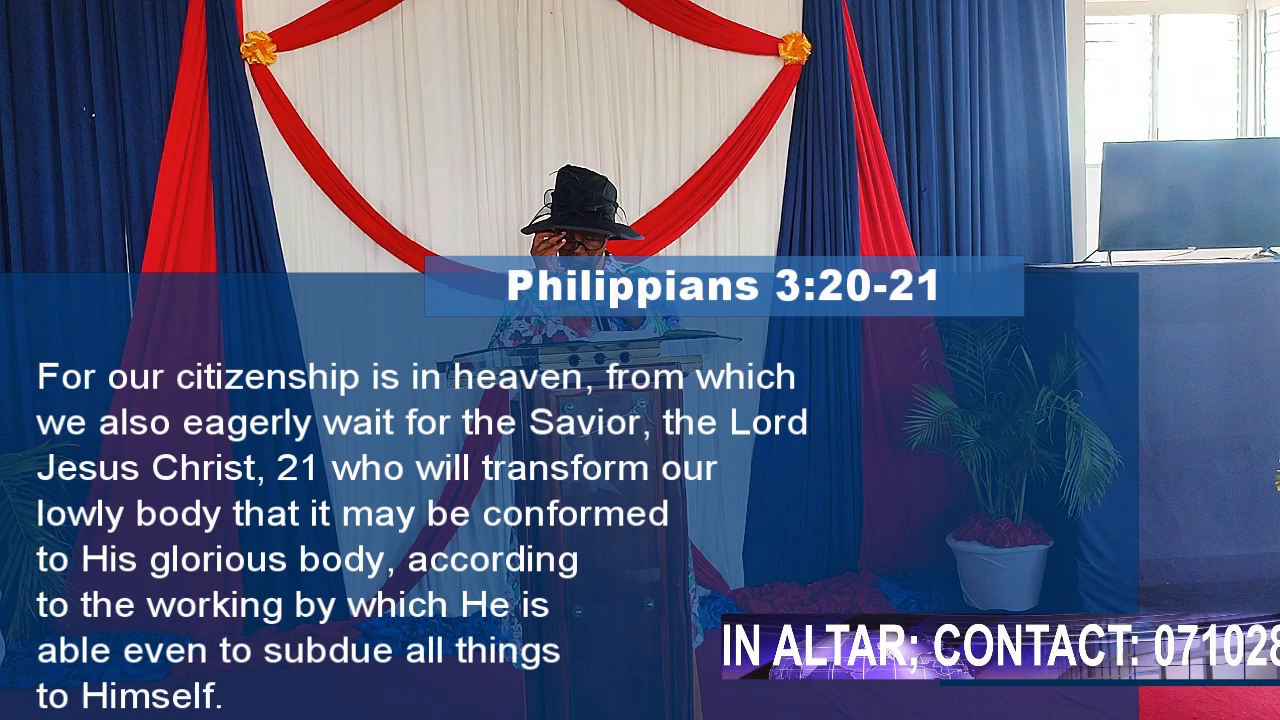 Philippians 3:20-21
For our citizenship is in heaven, from which
we also eagerly wait for the Savior, the Lord
Jesus Christ, 21 who will transform our
lowly body that it may be conformed
to His glorious body, according
to the working by which He is
able even to subdue all things
to Himself.
IN ALTAR; CONTACT: 071028